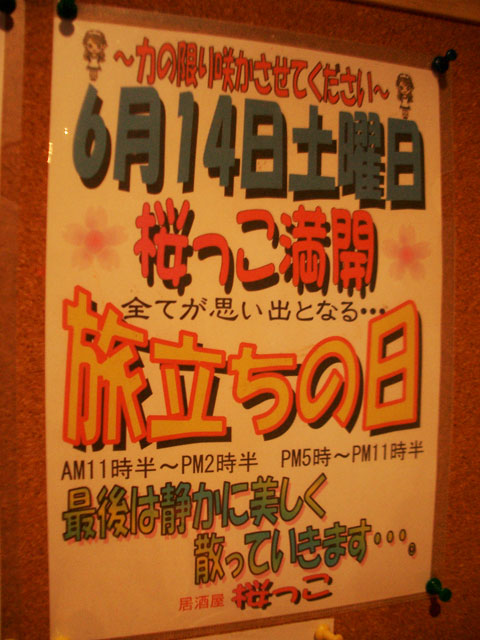 ～力の限り咲かさせてください～
6月14日土曜日
桜っこ満開
全てが思い出となる・・・
旅立ちの日
AM11時半～PM2時半 PM5時～PM11時半
最後は静かに美しく
散っていきます・・・。
居酒屋 桜っこ